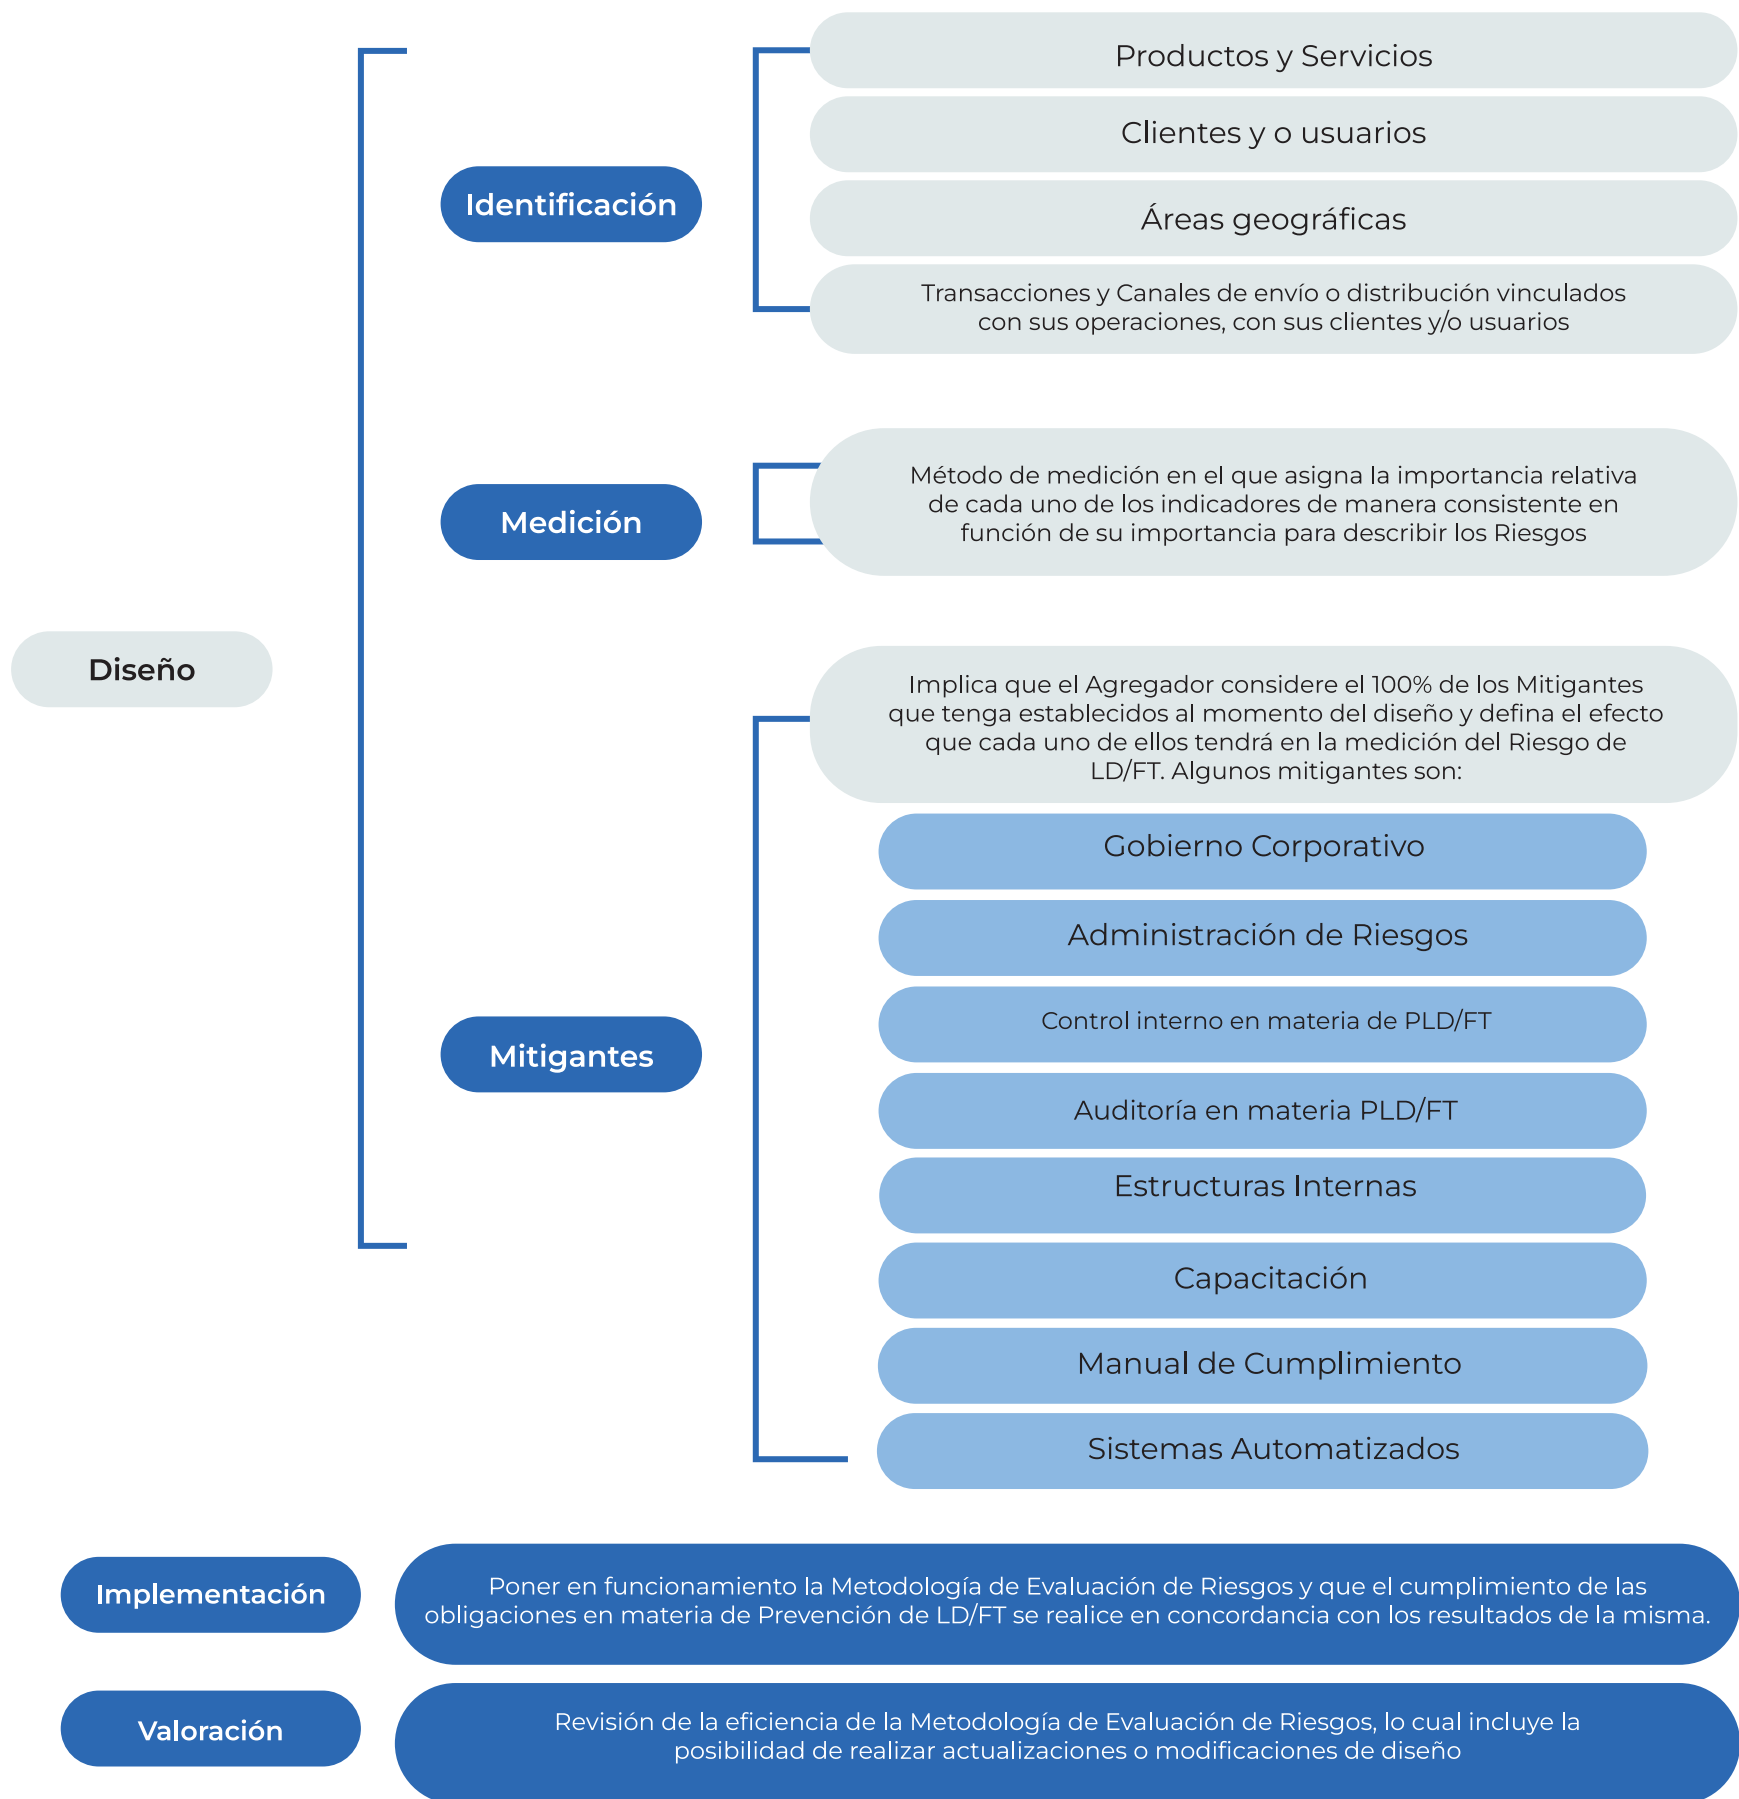 Diseño
Identificación
Productos y Servicios
Clientes y o usuarios
Áreas geográficas
Transacciones y Canales de envío o distribución vinculados
con sus operaciones, con sus clientes y/o usuarios
Medición
Método de medición en el que asigna la importancia relativa
de cada uno de los indicadores de manera consistente en
función de su importancia para describir los Riesgos
Mitigantes
Implica que el Agregador considere el 100% de los Mitigantes
que tenga establecidos al momento del diseño y defina el efecto
que cada uno de ellos tendrá en la medición del Riesgo de
LD/FT. Algunos mitigantes son:
Gobierno Corporativo
Administración de Riesgos
Control interno en materia de PLD/FT
Auditoría en materia PLD/FT
Estructuras Internas
Capacitación
Manual de Cumplimiento
Sistemas Automatizados
Implementación
Poner en funcionamiento la Metodología de Evaluación de Riesgos y que el cumplimiento de las
obligaciones en materia de Prevención de LD/FT se realice en concordancia con los resultados de la misma.
Valoración
Revisión de la eficiencia de la Metodología de Evaluación de Riesgos, lo cual incluye la
posibilidad de realizar actualizaciones o modificaciones de diseño